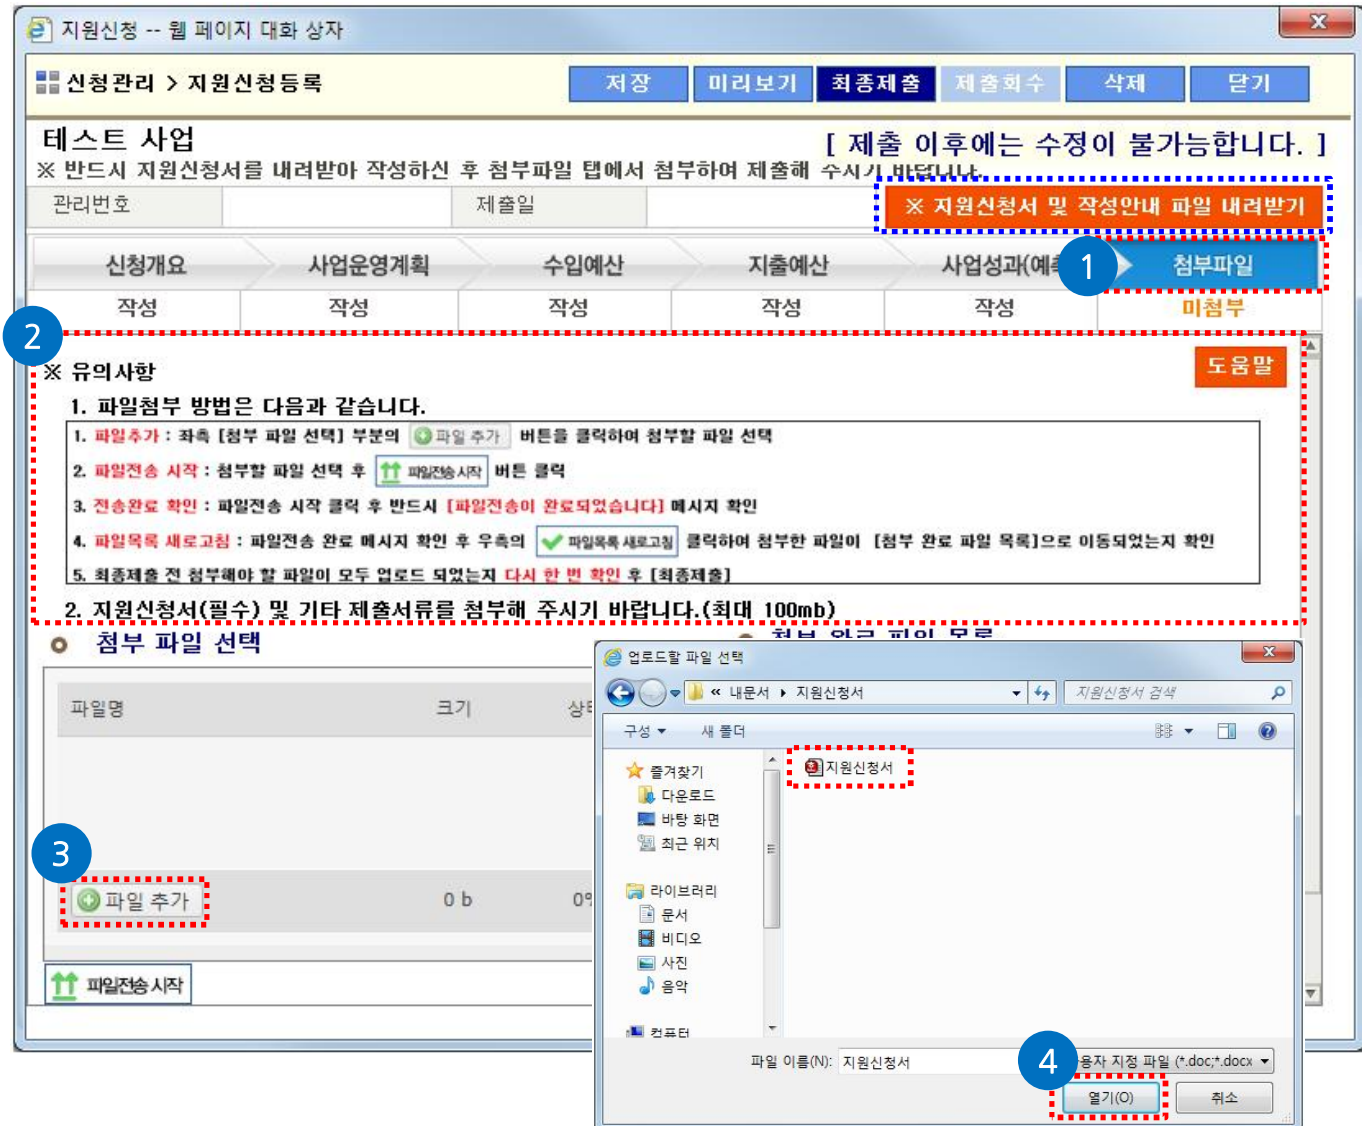 지원신청 -- 웹 페이지 대화 상자
신청관리 > 지원신청등록
저장 미리보기 최종제출 제출회수 삭제 닫기
테스트 사업
[ 제출 이후에는 수정이 불가능합니다. ]
※ 반드시 지원신청서를 내려받아 작성하신 후 첨부파일 탭에서 첨부하여 제출해 주시기 바랍니다.
관리번호 제출일
※ 지원신청서 및 작성안내 파일 내려받기
신청개요 사업운영계획 수입예산 지출예산 사업성과(예측 1 첨부파일
작성 작성 작성 작성 작성 미첨부
2
※ 유의사항
도움말
1. 파일첨부 방법은 다음과 같습니다.
1. 파일추가 : 좌측 [첨부 파일 선택] 부분의 파일 추가 버튼을 클릭하여 첨부할 파일 선택
2. 파일전송 시작 : 첨부할 파일 선택 후 파일전송 시작 버튼 클릭
3. 전송완료 확인 : 파일전송 시작 클릭 후 반드시 [파일전송이 완료되었습니다] 메시지 확인
4. 파일목록 새로고침 : 파일전송 완료 메시지 확인 후 우측의 파일목록 새로고침 클릭하여 첨부한 파일이 [첨부 완료 파일 목록]으로 이동되었는지 확인
5. 최종제출 전 첨부해야 할 파일이 모두 업로드 되었는지 다시 한 번 확인 후 [최종제출]
2. 지원신청서(필수) 및 기타 제출서류를 첨부해 주시기 바랍니다.(최대 100mb)
첨부 파일 선택
첨부 완료 파일 목록
파일명 크기
3
파일 추가 0 b
파일전송 시작
업로드할 파일 선택
« 내문서 ▸ 지원신청서
지원신청서 검색
구성 새 폴더
즐겨찾기
다운로드
바탕 화면
최근 위치
라이브러리
문서
비디오
사진
음악
컴퓨터
지원신청서
파일 이름(N): 지원신청서
4
용자 지정 파일 (*.doc;*.docx
열기(O) 취소